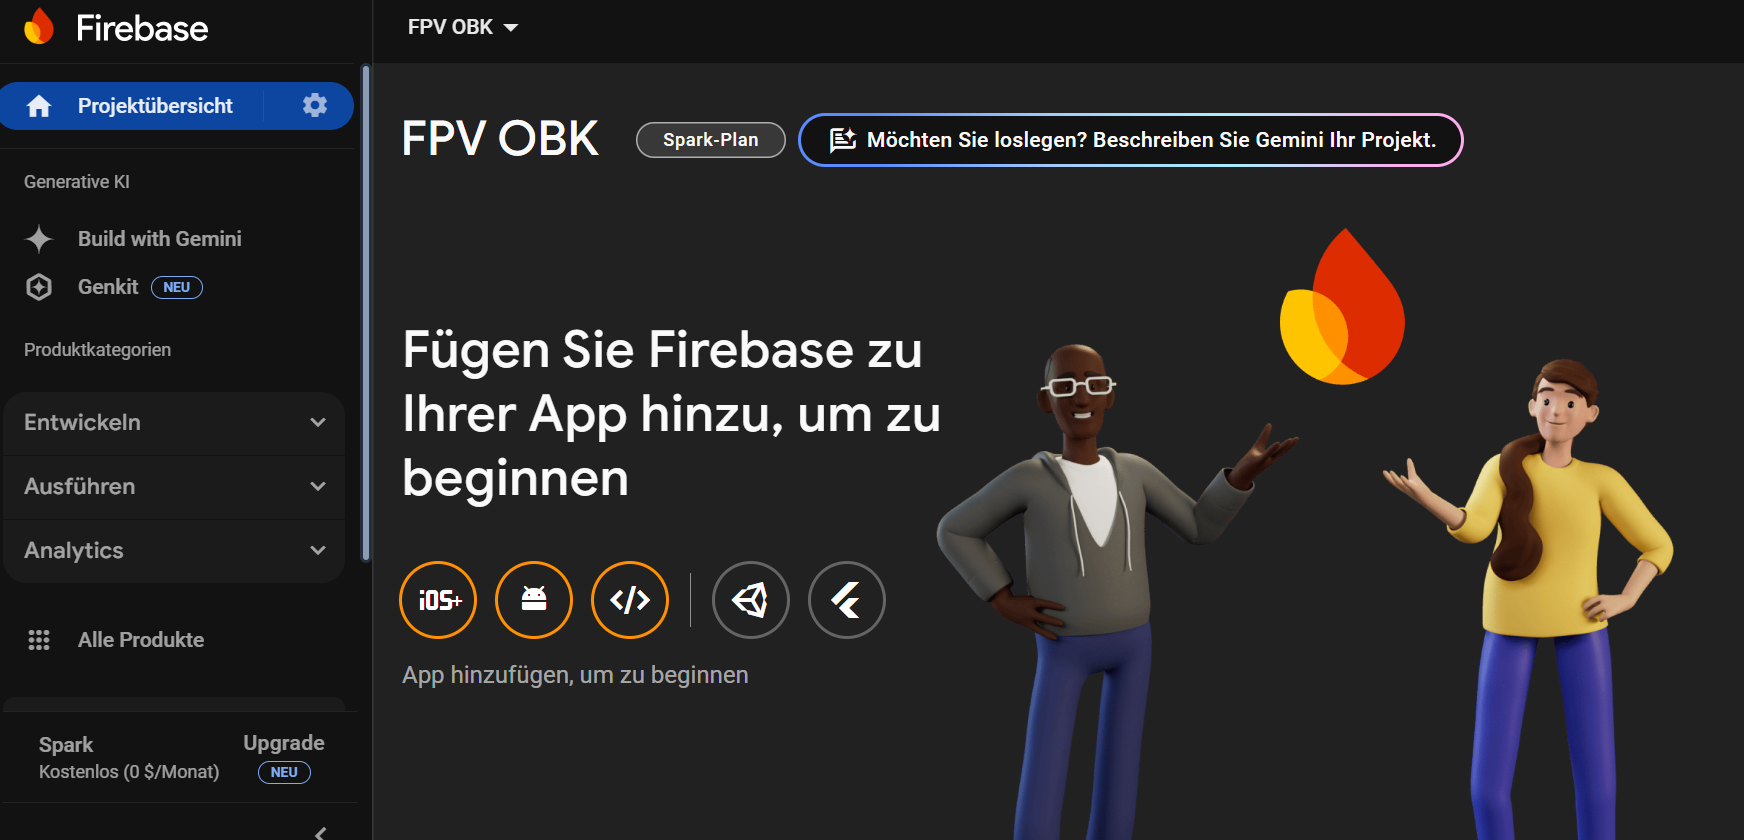 Firebase
FPV OBK
Projektübersicht
Generative KI
Build with Gemini
Genkit NEU
Produktkategorien
Entwickeln
Ausführen
Analytics
Alle Produkte
Spark
Kostenlos (0 $/Monat)
Upgrade
NEU
FPV OBK
Spark-Plan
Möchten Sie loslegen? Beschreiben Sie Gemini Ihr Projekt.
Fügen Sie Firebase zu
Ihrer App hinzu, um zu
beginnen
iOS+
</>
App hinzufügen, um zu beginnen